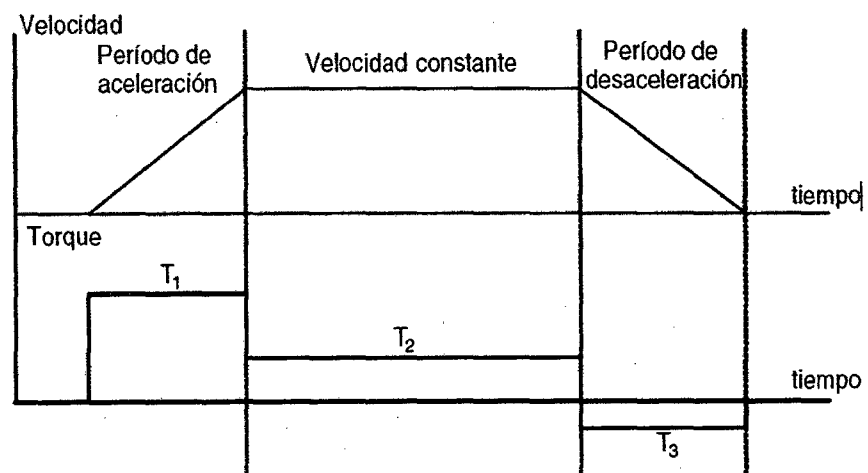 Velocidad
Período de
aceleración
Velocidad constante
Período de
desaceleración
tiempo
Torque
T₁
T₂
tiempo
T₃